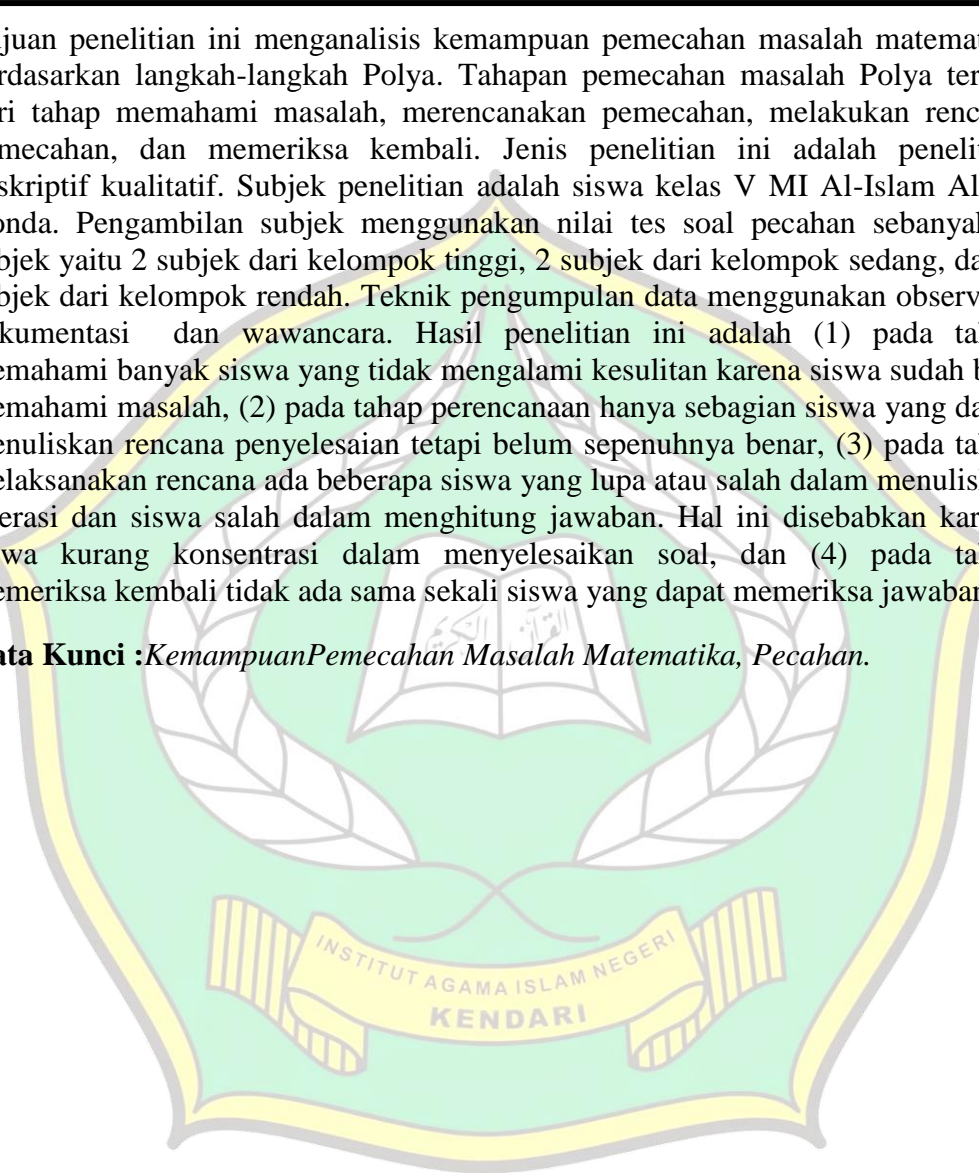 juan penelitian ini menganalisis kemampuan pemecahan masalah matemat
rdasarkan langkah-langkah Polya. Tahapan pemecahan masalah Polya ter
ri tahap memahami masalah, merencanakan pemecahan, melakukan renc
mecahan, dan memeriksa kembali. Jenis penelitian ini adalah penelit
skriptif kualitatif. Subjek penelitian adalah siswa kelas V MI Al-Islam Al
onda. Pengambilan subjek menggunakan nilai tes soal pecahan sebanyak
bjek yaitu 2 subjek dari kelompok tinggi, 2 subjek dari kelompok sedang, da
bjek dari kelompok rendah. Teknik pengumpulan data menggunakan observ
kumentasi dan wawancara. Hasil penelitian ini adalah (1) pada ta
emahami banyak siswa yang tidak mengalami kesulitan karena siswa sudah b
emahami masalah, (2) pada tahap perencanaan hanya sebagian siswa yang da
enuliskan rencana penyelesaian tetapi belum sepenuhnya benar, (3) pada ta
elaksanakan rencana ada beberapa siswa yang lupa atau salah dalam menulis
erasi dan siswa salah dalam menghitung jawaban. Hal ini disebabkan kar
wa kurang konsentrasi dalam menyelesaikan soal, dan (4) pada ta
emeriksa kembali tidak ada sama sekali siswa yang dapat memeriksa jawaban
ata Kunci :KemampuanPemecahan Masalah Matematika, Pecahan.
القرآن الكريم
INSTITUT AGAMA ISLAM NEGERI
KENDARI